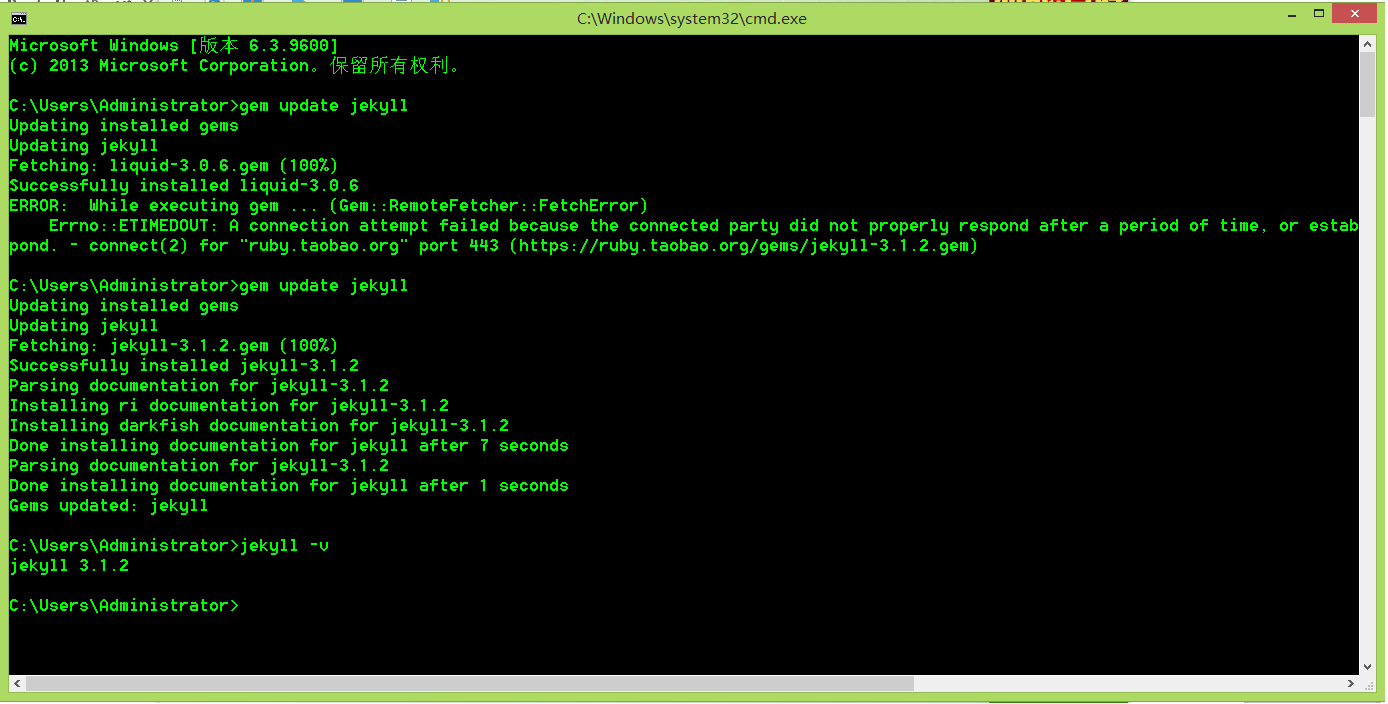 C:\Windows\system32\cmd.exe
Microsoft Windows [版本 6.3.9600]
(c) 2013 Microsoft Corporation。保留所有权利。
C:\Users\Administrator>gem update jekyll
Updating installed gems
Updating jekyll
Fetching: liquid-3.0.6.gem (100%)
Successfully installed liquid-3.0.6
ERROR:  While executing gem ... (Gem::RemoteFetcher::FetchError)
    Errno::ETIMEDOUT: A connection attempt failed because the connected party did not properly respond after a period of time, or estab
pond. - connect(2) for "ruby.taobao.org" port 443 (https://ruby.taobao.org/gems/jekyll-3.1.2.gem)
C:\Users\Administrator>gem update jekyll
Updating installed gems
Updating jekyll
Fetching: jekyll-3.1.2.gem (100%)
Successfully installed jekyll-3.1.2
Parsing documentation for jekyll-3.1.2
Installing ri documentation for jekyll-3.1.2
Installing darkfish documentation for jekyll-3.1.2
Done installing documentation for jekyll after 7 seconds
Parsing documentation for jekyll-3.1.2
Done installing documentation for jekyll after 1 seconds
Gems updated: jekyll
C:\Users\Administrator>jekyll -v
jekyll 3.1.2
C:\Users\Administrator>